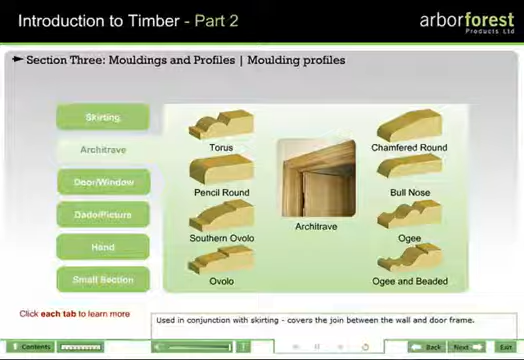 Introduction to Timber - Part 2
arborforest
Products Ltd
Section Three: Mouldings and Profiles | Moulding profiles
Skirting
Architrave
Door/Window
Dado/Picture
Hand
Small Section
Torus
Pencil Round
Southern Ovolo
Ovolo
Architrave
Chamfered Round
Bull Nose
Ogee
Ogee and Beaded
Click each tab to learn more
Used in conjunction with skirting - covers the join between the wall and door frame.
Contents
Back
Next
Exit